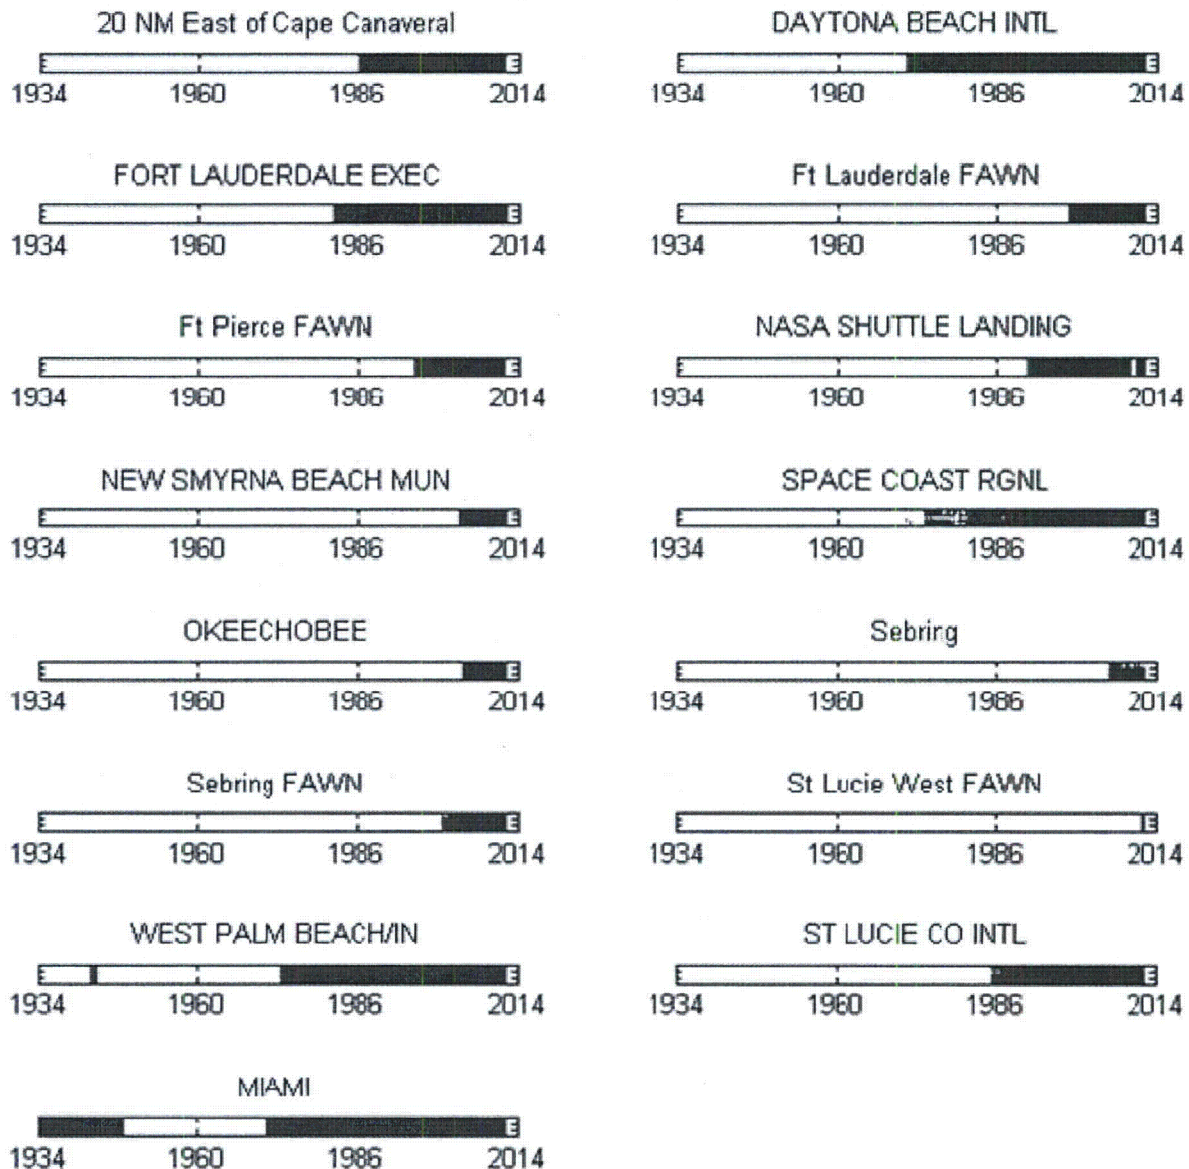 20 NM East of Cape Canaveral
1934 1960 1986 2014
DAYTONA BEACH INTL
1934 1960 1986 2014
FORT LAUDERDALE EXEC
1934 1960 1986 2014
Ft Lauderdale FAWN
1934 1960 1986 2014
Ft Pierce FAWN
1934 1960 1986 2014
NASA SHUTTLE LANDING
1934 1960 1986 2014
NEW SMYRNA BEACH MUN
1934 1960 1986 2014
SPACE COAST RGNL
1934 1960 1986 2014
OKEECHOBEE
1934 1960 1986 2014
Sebring
1934 1960 1986 2014
Sebring FAWN
1934 1960 1986 2014
St Lucie West FAWN
1934 1960 1986 2014
WEST PALM BEACH/IN
1934 1960 1986 2014
ST LUCIE CO INTL
1934 1960 1986 2014
MIAMI
1934 1960 1986 2014